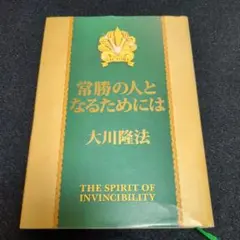 常勝の人と
なるためには
大川隆法
THE SPIRIT OF
INVINCIBILITY